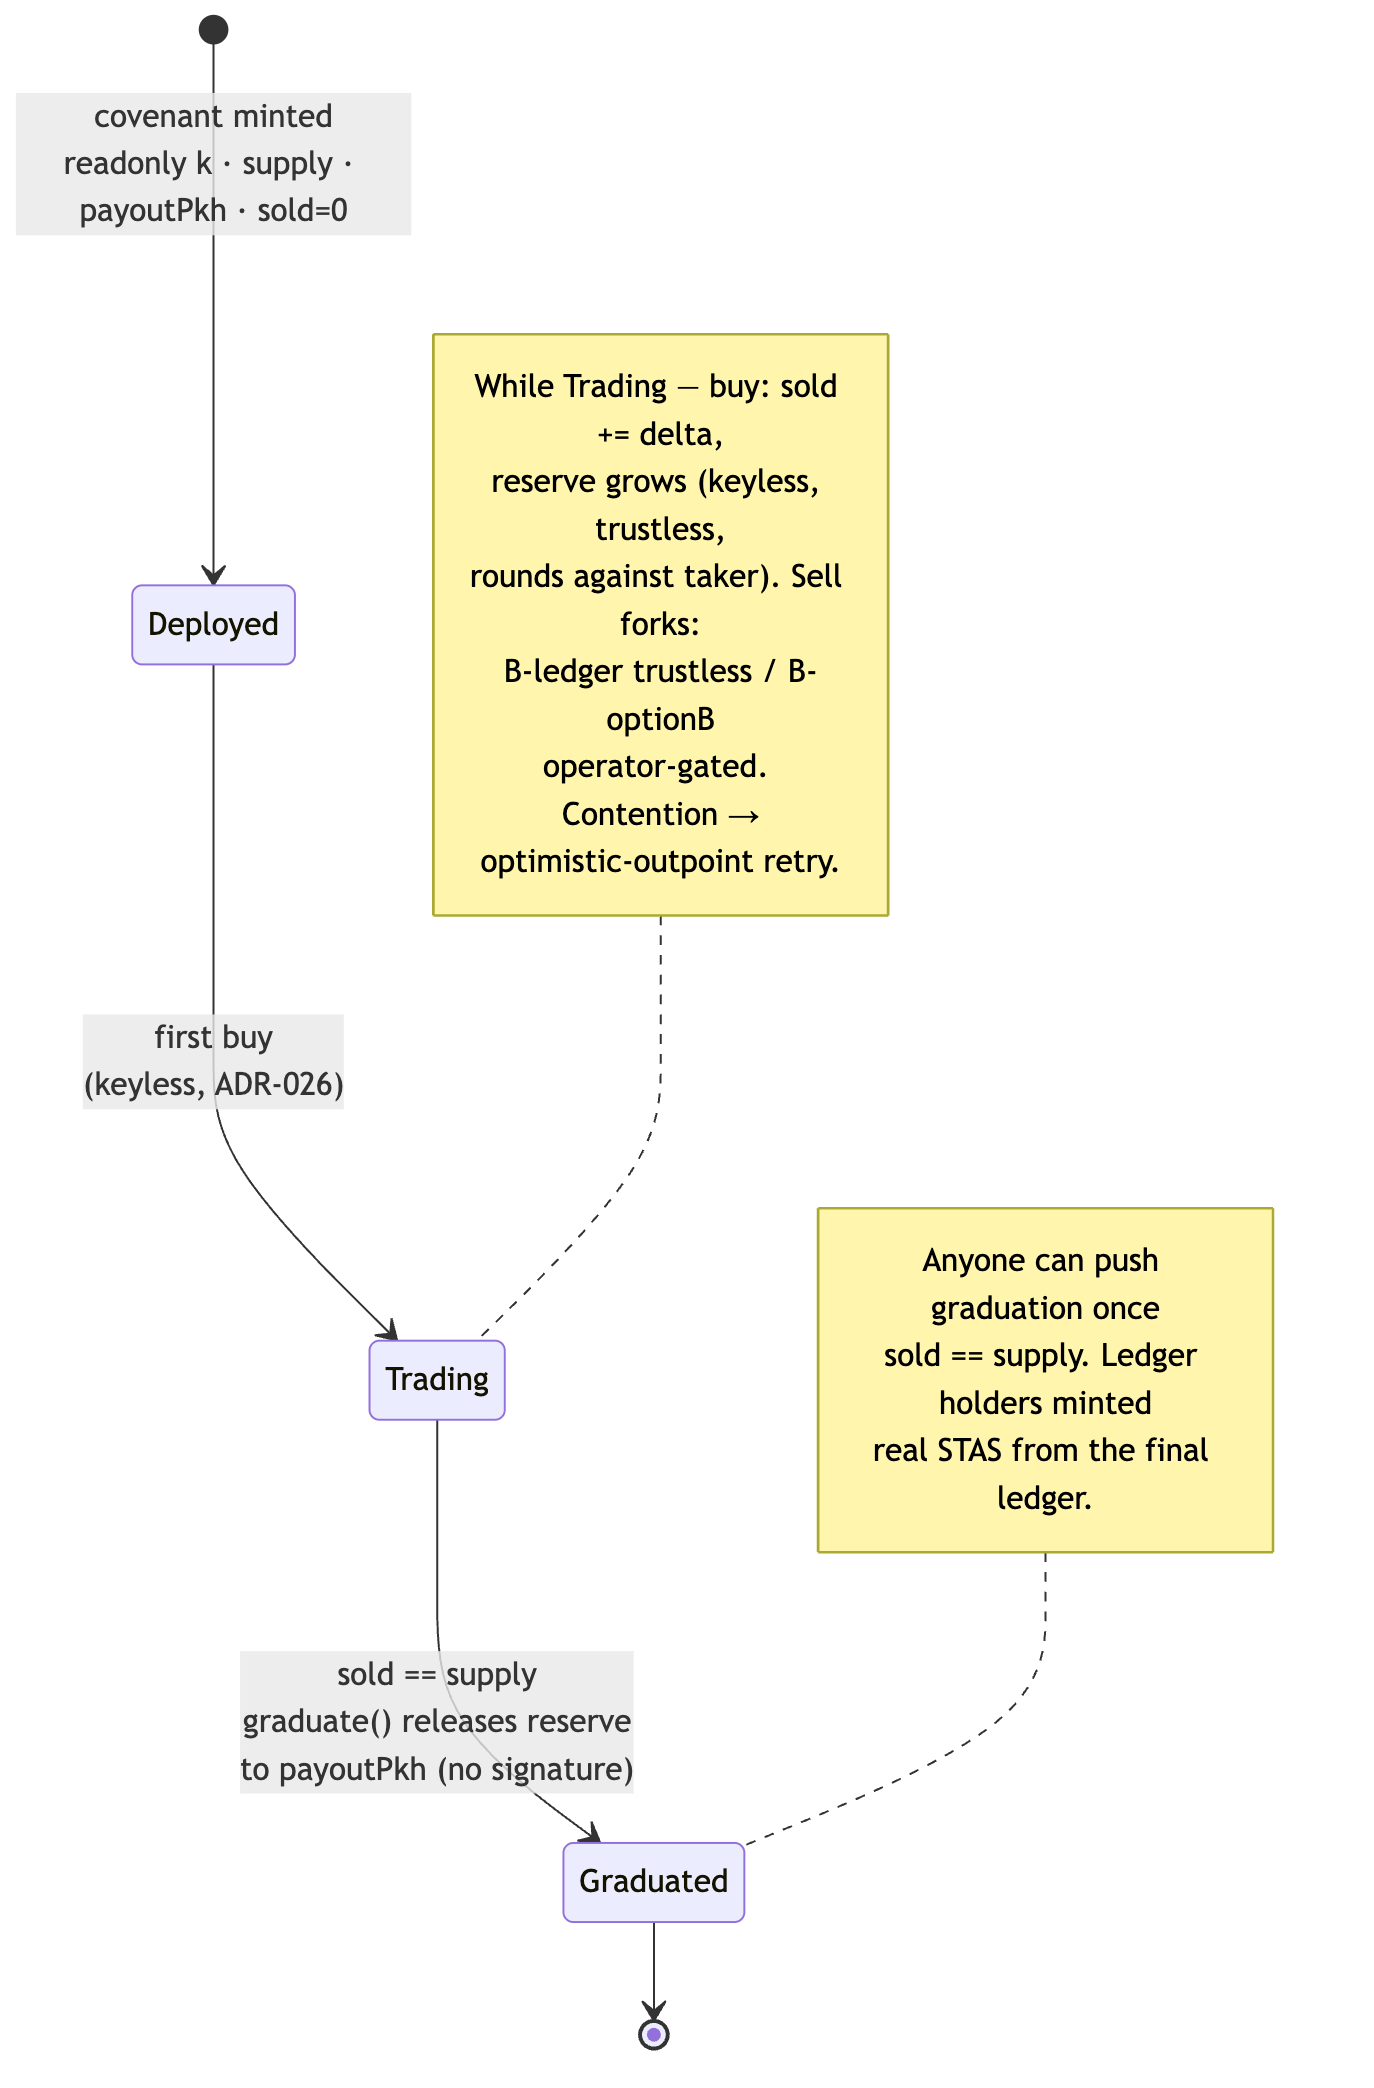 covenant minted
readonly k · supply ·
payoutPkh · sold=0
While Trading — buy: sold
+= delta,
reserve grows (keyless,
trustless,
rounds against taker). Sell
forks:
B-ledger trustless / B-
optionB
operator-gated.
Contention →
optimistic-outpoint retry.
Deployed
first buy
(keyless, ADR-026)
Anyone can push
graduation once
sold == supply. Ledger
holders minted
real STAS from the final
ledger.
Trading
sold == supply
graduate() releases reserve
to payoutPkh (no signature)
Graduated